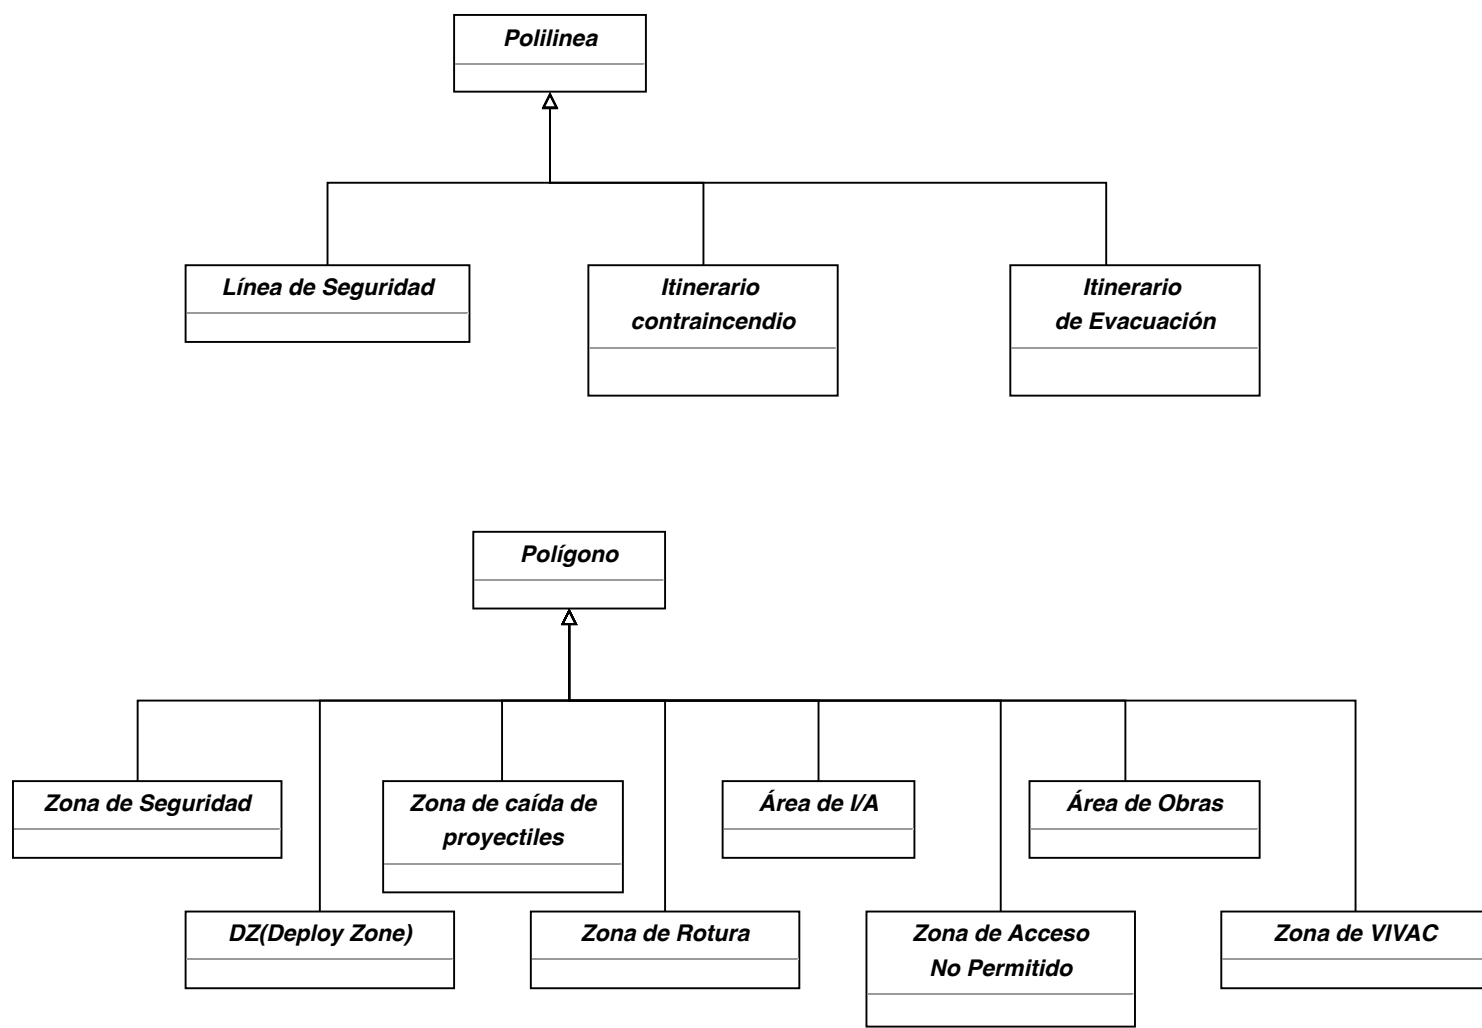 Polilinea
Línea de Seguridad
Itinerario
contraincendio
Itinerario
de Evacuación
Polígono
Zona de Seguridad
Zona de caída de
proyectiles
Área de I/A
Área de Obras
DZ(Deploy Zone)
Zona de Rotura
Zona de Acceso
No Permitido
Zona de VIVAC